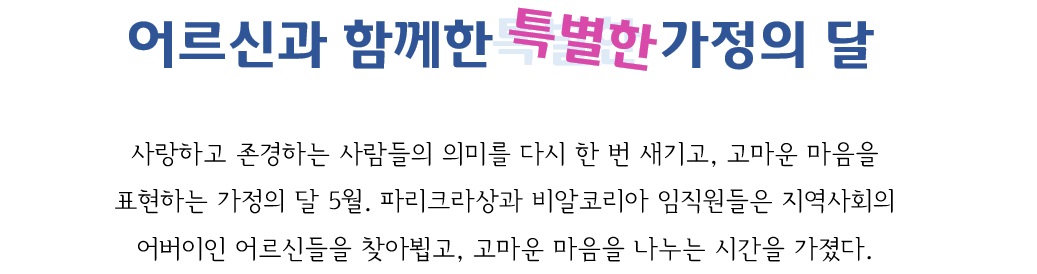 어르신과 함께한 특별한 가정의 달
사랑하고 존경하는 사람들의 의미를 다시 한 번 새기고, 고마운 마음을
표현하는 가정의 달 5월. 파리크라상과 비알코리아 임직원들은 지역사회의
어버이인 어르신들을 찾아뵙고, 고마운 마음을 나누는 시간을 가졌다.